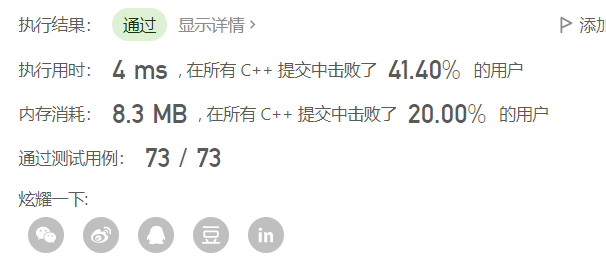 执行结果： 通过 显示详情 › 添加
执行用时： 4 ms , 在所有 C++ 提交中击败了 41.40% 的用户
内存消耗： 8.3 MB , 在所有 C++ 提交中击败了 20.00% 的用户
通过测试用例： 73 / 73
炫耀一下:
豆 in